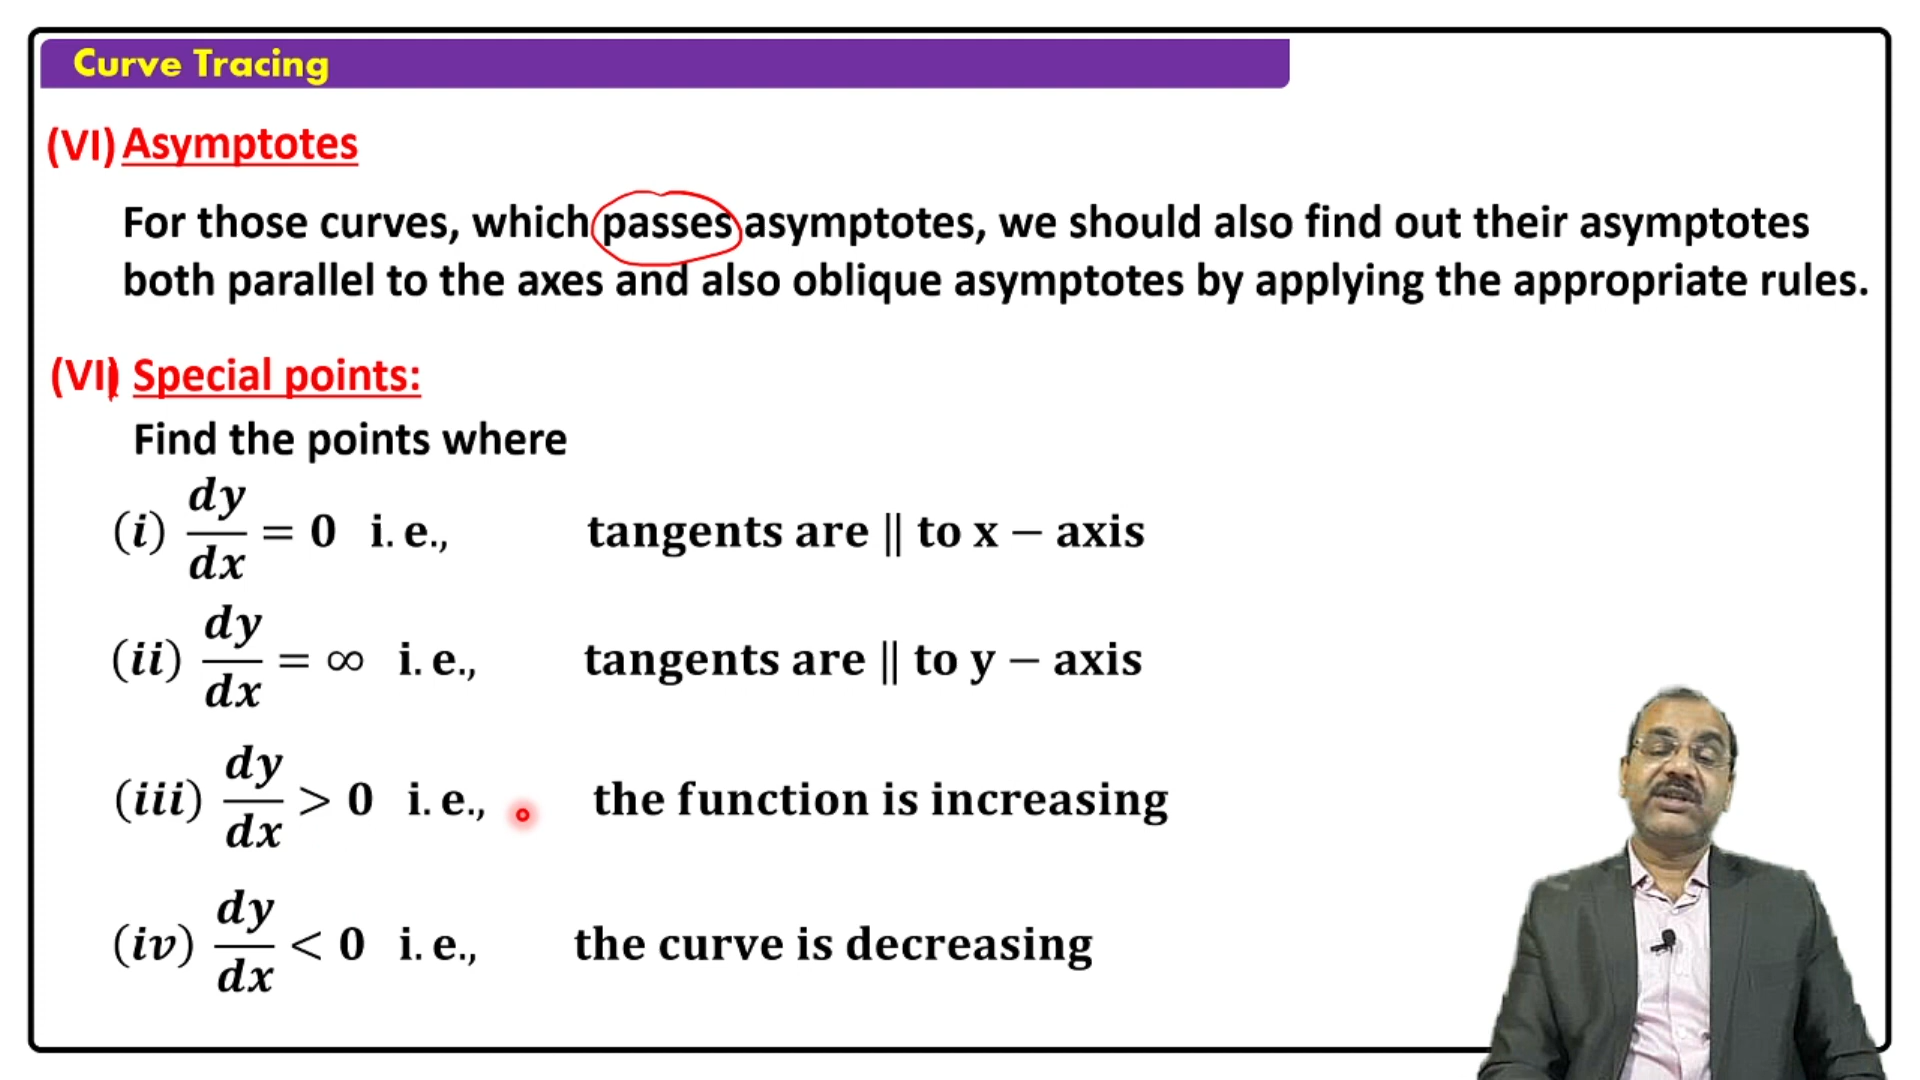 Curve Tracing
(VI) Asymptotes
For those curves, which passes asymptotes, we should also find out their asymptotes
both parallel to the axes and also oblique asymptotes by applying the appropriate rules.
(VI) Special points:
Find the points where
(i) dy/dx = 0 i.e., tangents are || to x − axis
(ii) dy/dx = ∞ i.e., tangents are || to y − axis
(iii) dy/dx > 0 i.e., the function is increasing
(iv) dy/dx < 0 i.e., the curve is decreasing